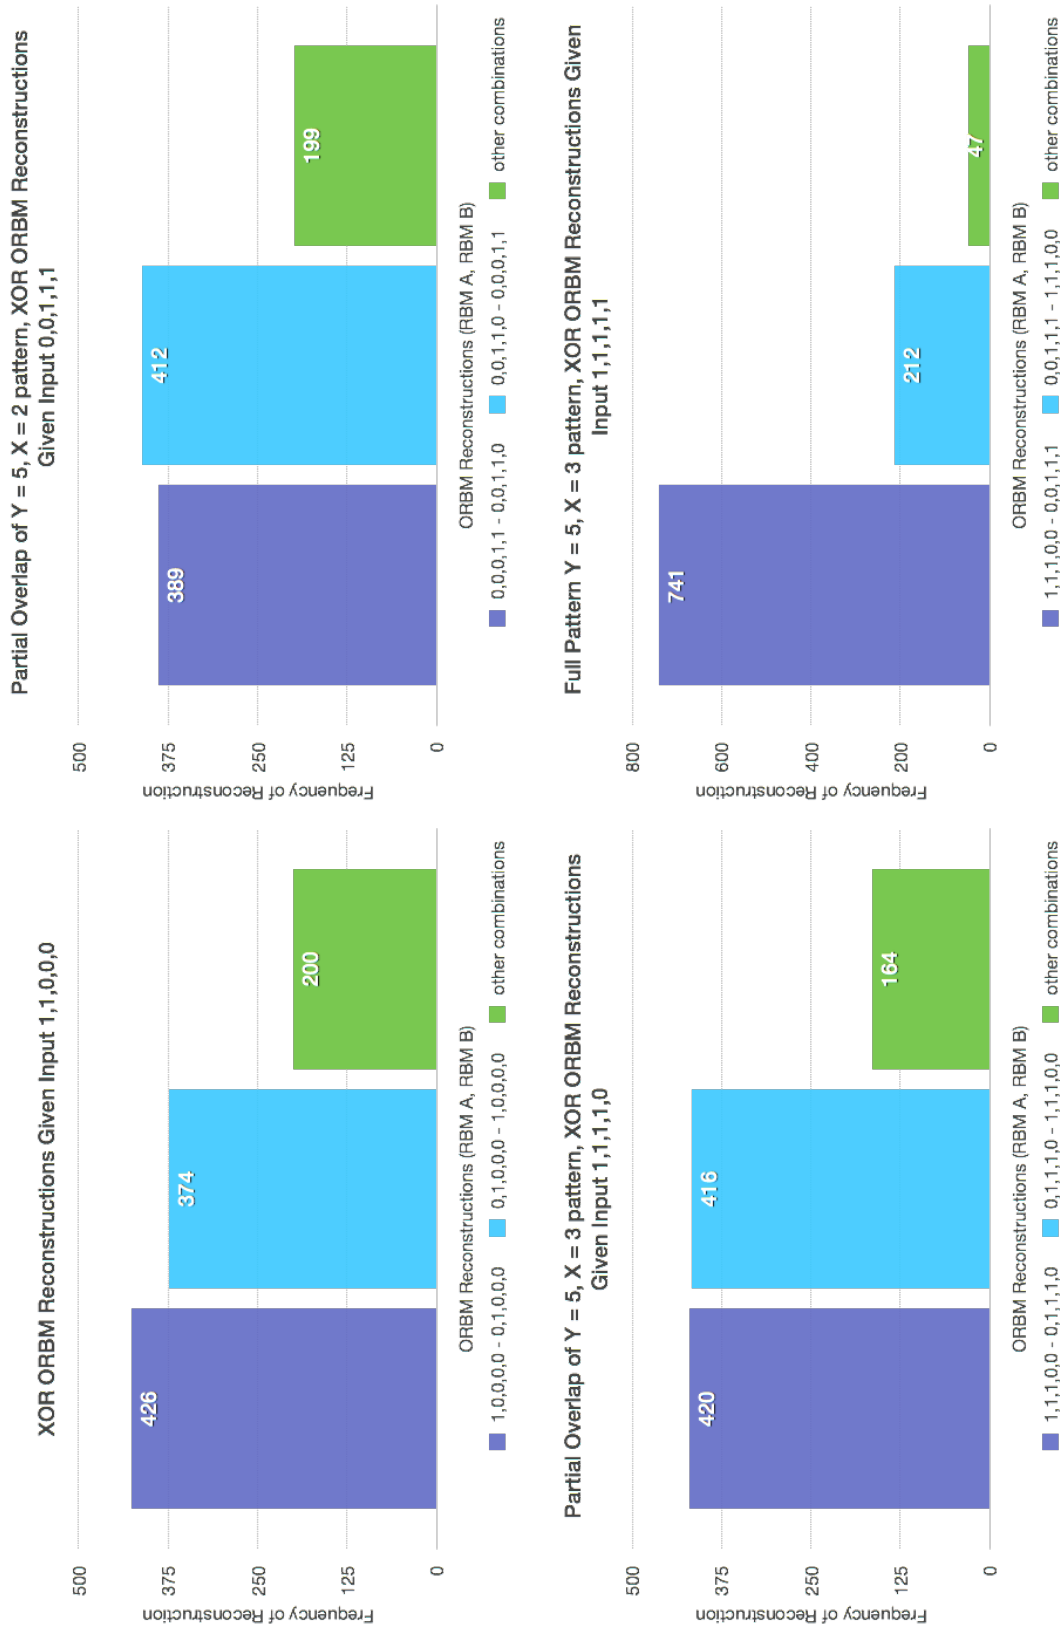 XOR ORBM Reconstructions Given Input 1,1,0,0,0
Frequency of Reconstruction
500
375
250
125
0
426
374
200
ORBM Reconstructions (RBM A, RBM B)
1,0,0,0,0 - 0,1,0,0,0
0,1,0,0,0 - 1,0,0,0,0
other combinations
Partial Overlap of Y = 5, X = 2 pattern, XOR ORBM Reconstructions
Given Input 0,0,1,1,1
Frequency of Reconstruction
500
375
250
125
0
389
412
199
ORBM Reconstructions (RBM A, RBM B)
0,0,0,1,1 - 0,0,1,1,0
0,0,1,1,0 - 0,0,0,1,1
other combinations
Partial Overlap of Y = 5, X = 3 pattern, XOR ORBM Reconstructions
Given Input 1,1,1,1,0
Frequency of Reconstruction
500
375
250
125
0
420
416
164
ORBM Reconstructions (RBM A, RBM B)
1,1,1,0,0 - 0,1,1,1,0
0,1,1,1,0 - 1,1,1,0,0
other combinations
Full Pattern Y = 5, X = 3 pattern, XOR ORBM Reconstructions Given
Input 1,1,1,1,1
Frequency of Reconstruction
800
600
400
200
0
741
212
47
ORBM Reconstructions (RBM A, RBM B)
1,1,1,0,0 - 0,0,1,1,1
0,0,1,1,1 - 1,1,1,0,0
other combinations